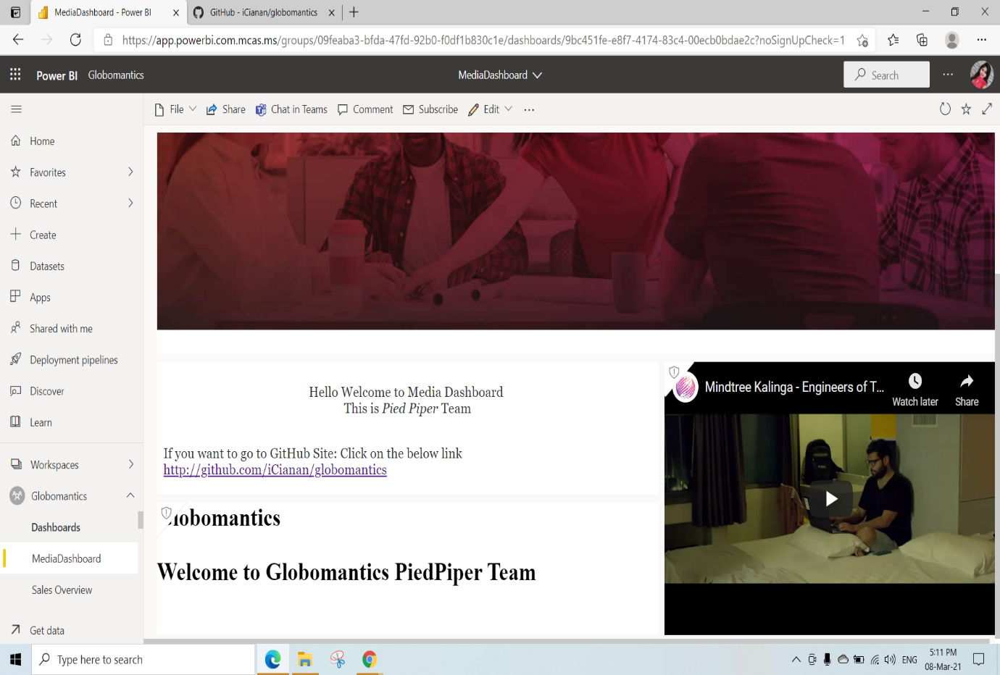 MediaDashboard - Power BI
GitHub - iCianan/globomantics
https://app.powerbi.com.mcas.ms/groups/09feaba3-bfda-47fd-92b0-f0df1b830c1e/dashboards/9bc451fe-e8f7-4174-83c4-00ecb0bdae2c?noSignUpCheck=1
Power BI Globomantics
MediaDashboard
Search
File
Share
Chat in Teams
Comment
Subscribe
Edit
Home
Favorites
Recent
Create
Datasets
Apps
Shared with me
Deployment pipelines
Discover
Learn
Workspaces
Globomantics
Dashboards
MediaDashboard
Sales Overview
Get data
Hello Welcome to Media Dashboard
This is Pied Piper Team
If you want to go to GitHub Site: Click on the below link
http://github.com/iCianan/globomantics
lobomantics
Welcome to Globomantics PiedPiper Team
Mindtree Kalinga - Engineers of T...
Watch later
Share
Type here to search
ENG
5:11 PM
08-Mar-21